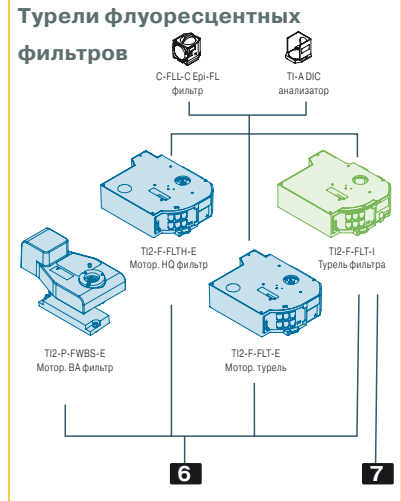 Турели флуоресцентных
фильтров
C-FLL-C Epi-FL
фильтр
TI-A DIC
анализатор
TI2-F-FLTH-E
Мотор. HQ фильтр
TI2-F-FLT-I
Турель фильтра
TI2-P-FWBS-E
Мотор. BA фильтр
TI2-F-FLT-E
Мотор. турель
6
7